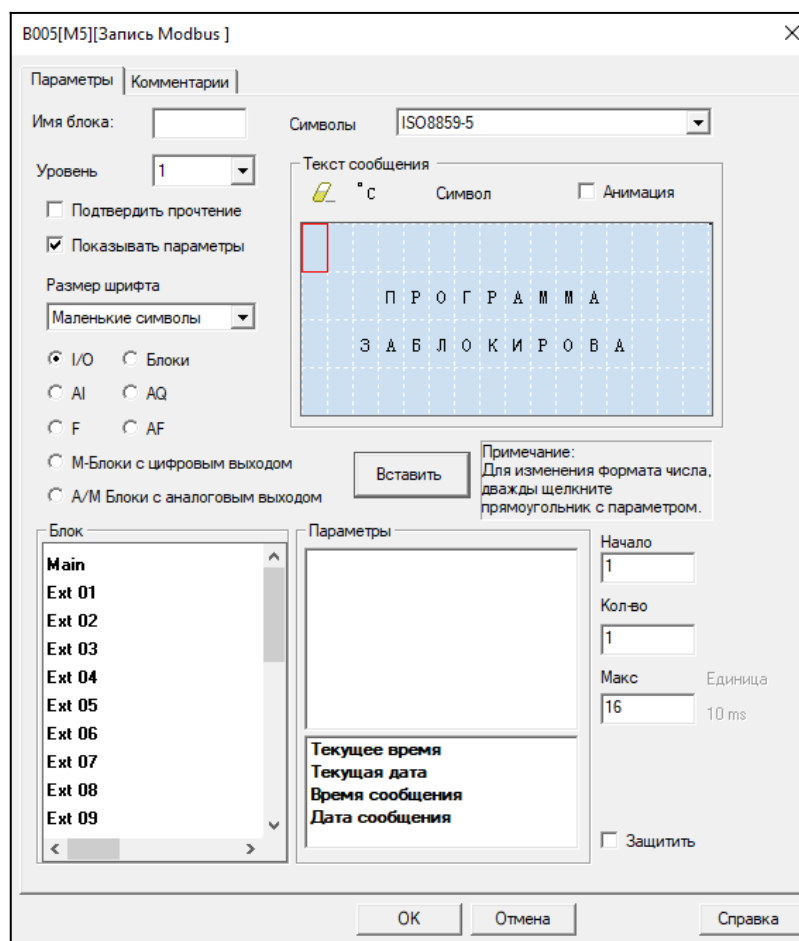 B005[M5][Запись Modbus ]
Параметры Комментарии
Имя блока:
Символы ISO8859-5
Уровень 1
Текст сообщения
°C Символ Анимация
Подтвердить прочтение
Показывать параметры
Размер шрифта
Маленькие символы
П Р О Г Р А М М А
З А Б Л О К И Р О В А
I/O Блоки
AI AQ
F AF
М-Блоки с цифровым выходом
А/М Блоки с аналоговым выходом
Вставить
Примечание:
Для изменения формата числа,
дважды щелкните
прямоугольник с параметром.
Блок
Main
Ext 01
Ext 02
Ext 03
Ext 04
Ext 05
Ext 06
Ext 07
Ext 08
Ext 09
Параметры
Текущее время
Текущая дата
Время сообщения
Дата сообщения
Начало
1
Кол-во
1
Макс Единица
16 10 ms
Защитить
OK Отмена Справка